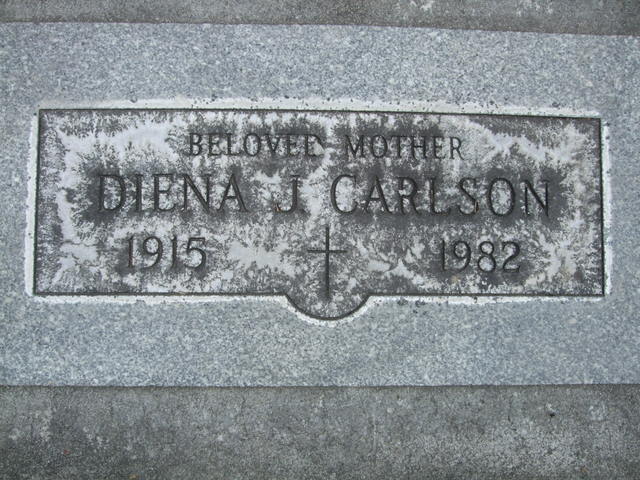 BELOVED MOTHER
DIENA J. CARLSON
1915 1982